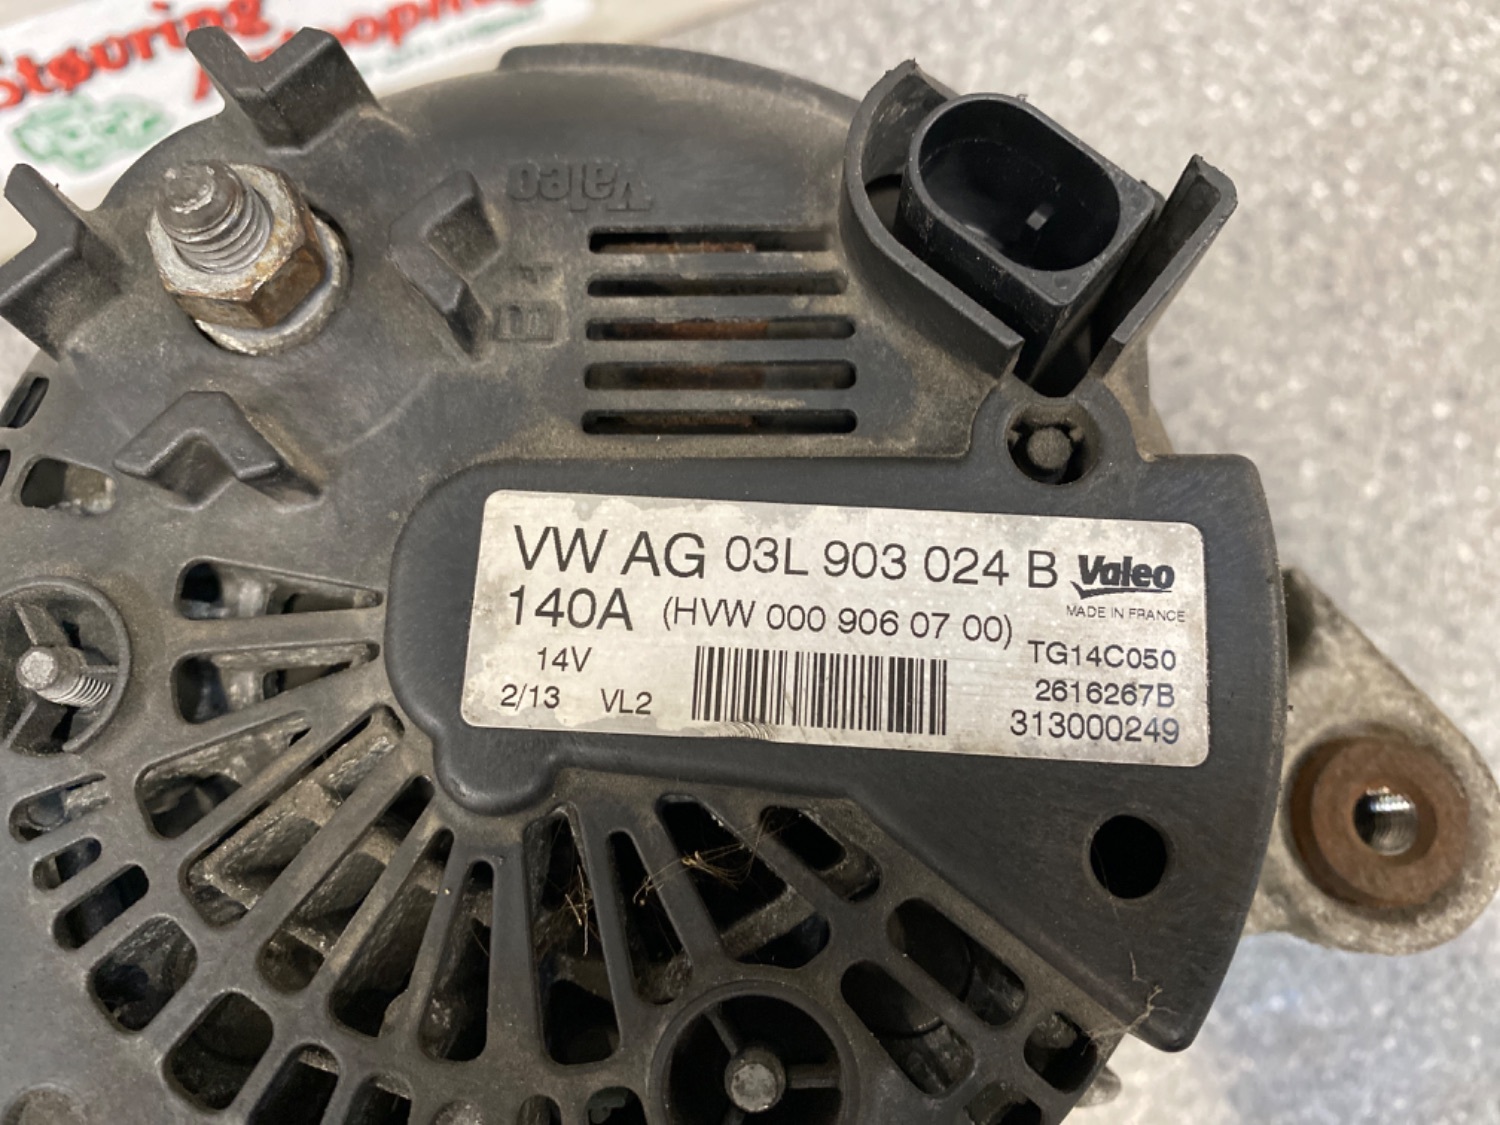 Støuring
Valeo
VW AG 03L 903 024 B Valeo
MADE IN FRANCE
140A (HVW 000 906 07 00)
14V TG14C050
2616267B
2/13 VL2
313000249